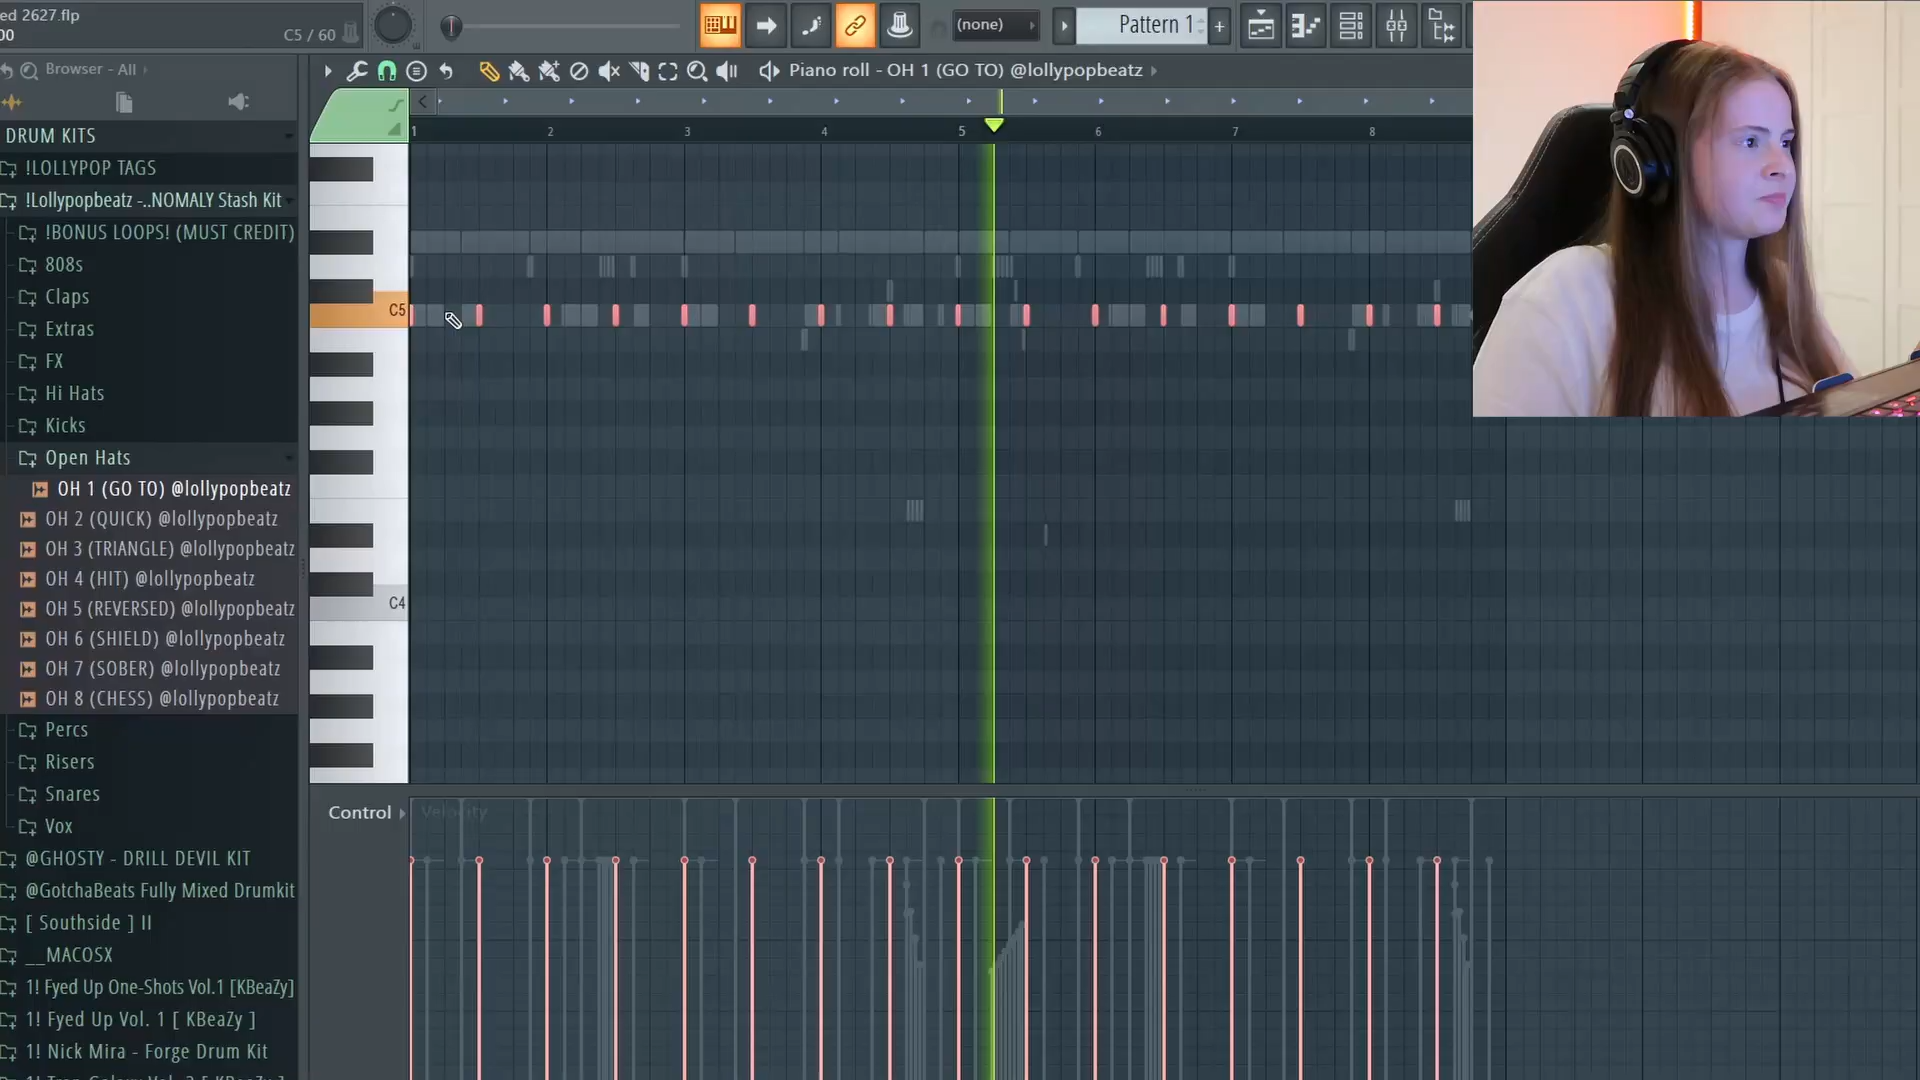 ed 2627.flp
00
C5 / 60
(none)
Pattern 1
Browser - All
Piano roll - OH 1 (GO TO) @lollypopbeatz
1 2 3 4 5 6 7 8
DRUM KITS
!LOLLYPOP TAGS
!Lollypopbeatz -..NOMALY Stash Kit
!BONUS LOOPS! (MUST CREDIT)
808s
Claps
Extras
FX
Hi Hats
Kicks
Open Hats
OH 1 (GO TO) @lollypopbeatz
OH 2 (QUICK) @lollypopbeatz
OH 3 (TRIANGLE) @lollypopbeatz
OH 4 (HIT) @lollypopbeatz
OH 5 (REVERSED) @lollypopbeatz
OH 6 (SHIELD) @lollypopbeatz
OH 7 (SOBER) @lollypopbeatz
OH 8 (CHESS) @lollypopbeatz
Percs
Risers
Snares
Vox
@GHOSTY - DRILL DEVIL KIT
@GotchaBeats Fully Mixed Drumkit
[ Southside ] II
__MACOSX
1! Fyed Up One-Shots Vol.1 [KBeaZy]
1! Fyed Up Vol. 1 [ KBeaZy ]
1! Nick Mira - Forge Drum Kit
C5
C4
Control
Velocity